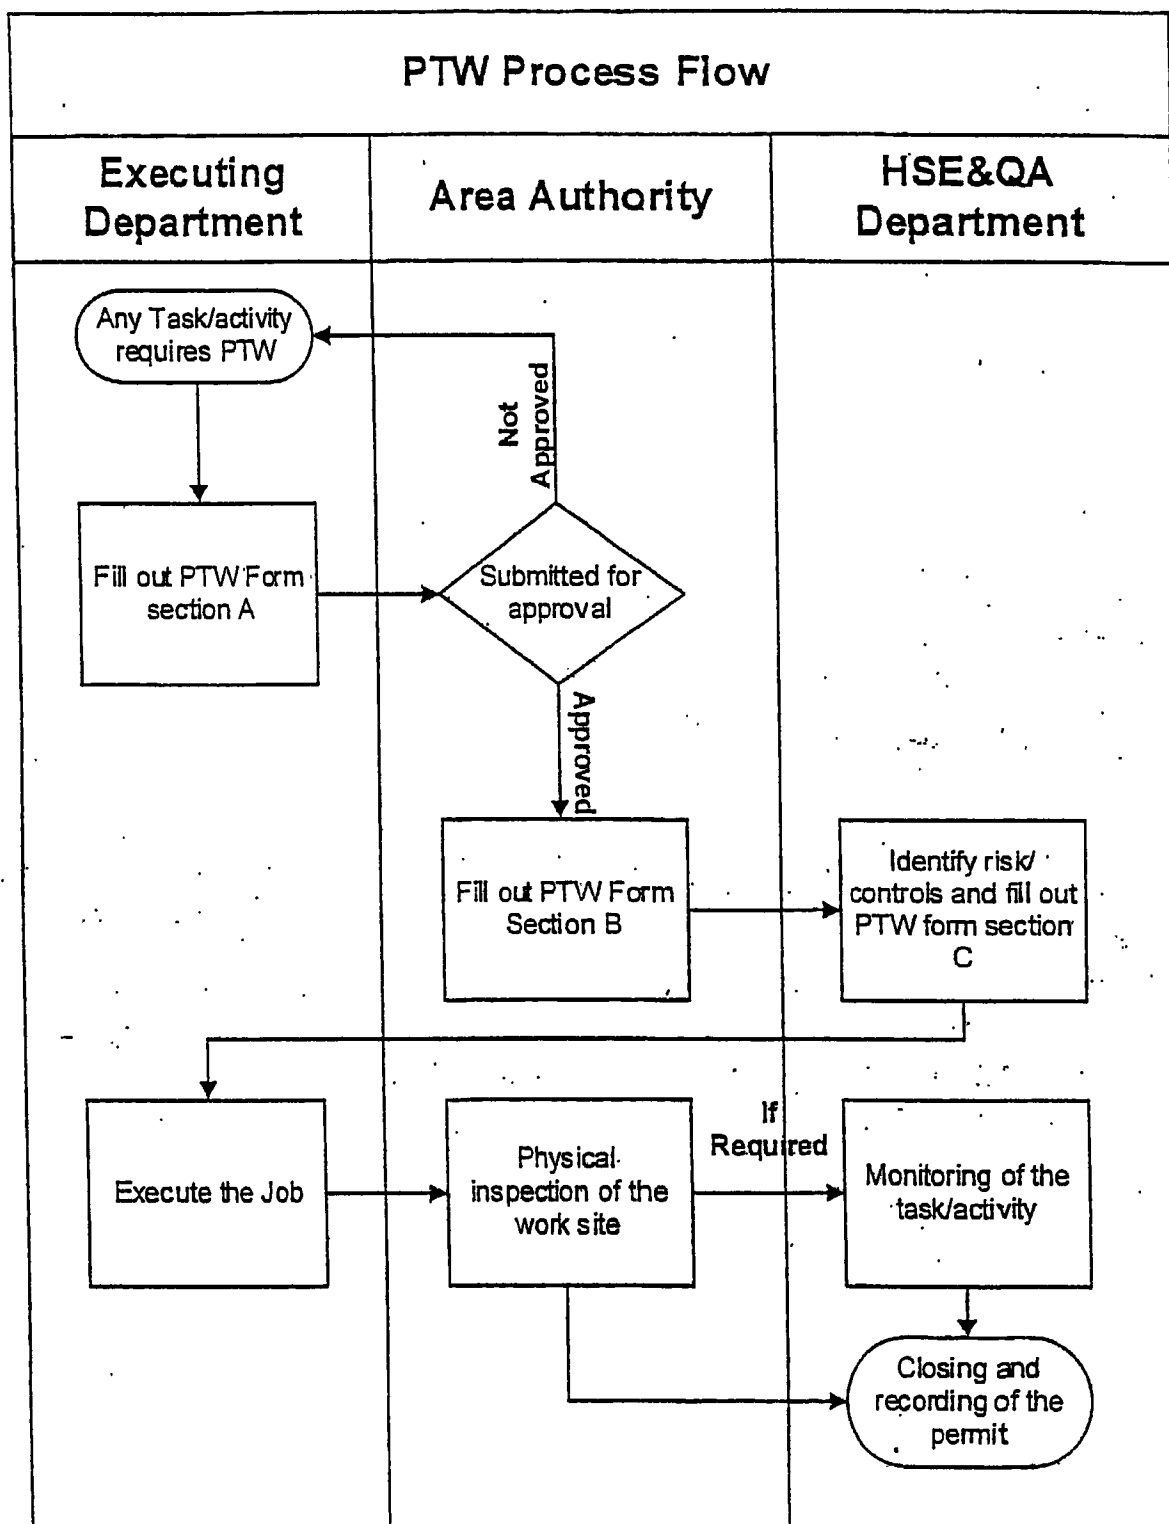 PTW Process Flow
Executing
Department
Area Authority
HSE&QA
Department
Any Task/activity
requires PTW
Not
Approved
Fill out PTW Form
section A
Submitted for
approval
Approved
Fill out PTW Form
Section B
Identify risk/
controls and fill out
PTW form section
C
Execute the Job
Physical
inspection of the
work site
If
Required
Monitoring of the
task/activity
Closing and
recording of the
permit